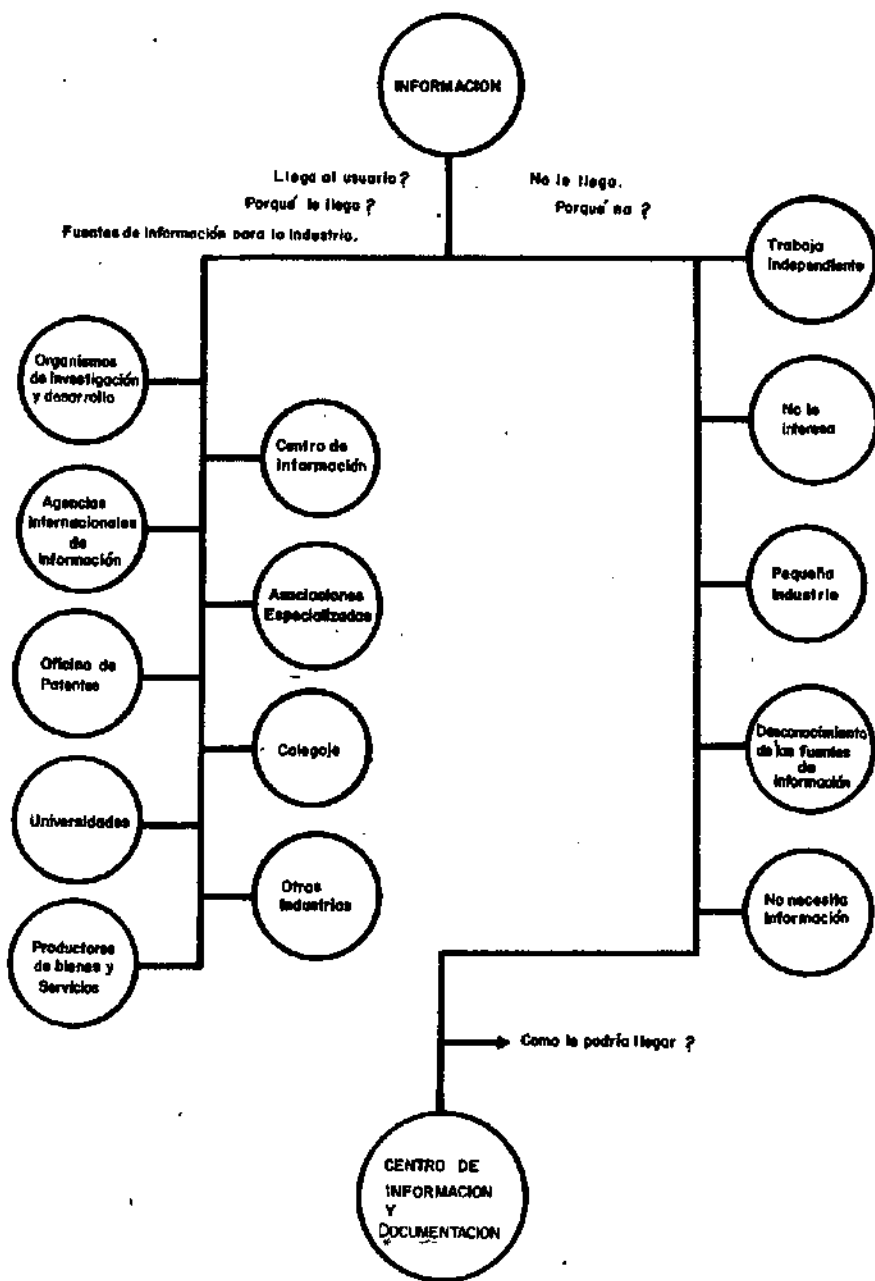 INFORMACION
Llega al usuario?
Porqué le llega?
Fuentes de información para la industria.
No le llega.
Porqué no?
Trabaja
independiente
Organismos
de investigación
y desarrollo
No le
interesa
Centro de
información
Agencias
internacionales
de
información
Pequeña
industria
Asociaciones
Especializadas
Oficina de
Patentes
Desconocimiento
de las fuentes
de
información
Colegaje
Universidades
Otras
industrias
No necesita
información
Productores
de bienes y
Servicios
Como le podría llegar?
CENTRO DE
INFORMACION
Y
DOCUMENTACION